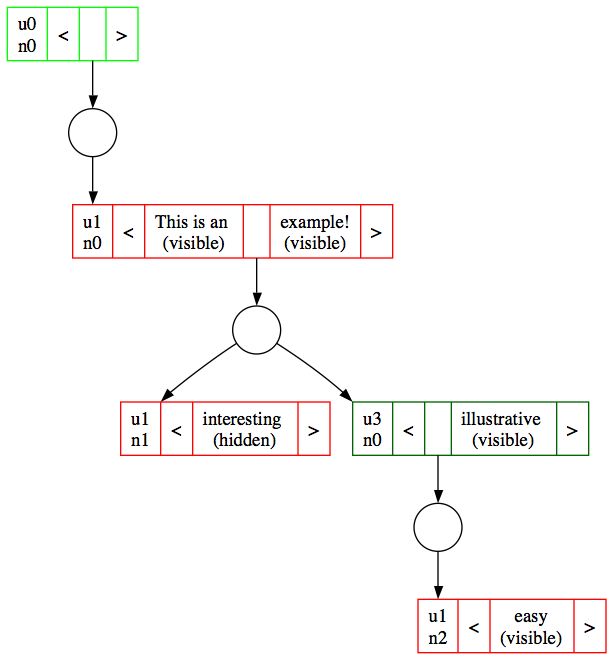 u0
n0
<
>
u1
n0
<
This is an
(visible)
example!
(visible)
>
u1
n1
<
interesting
(hidden)
>
u3
n0
<
illustrative
(visible)
>
u1
n2
<
easy
(visible)
>